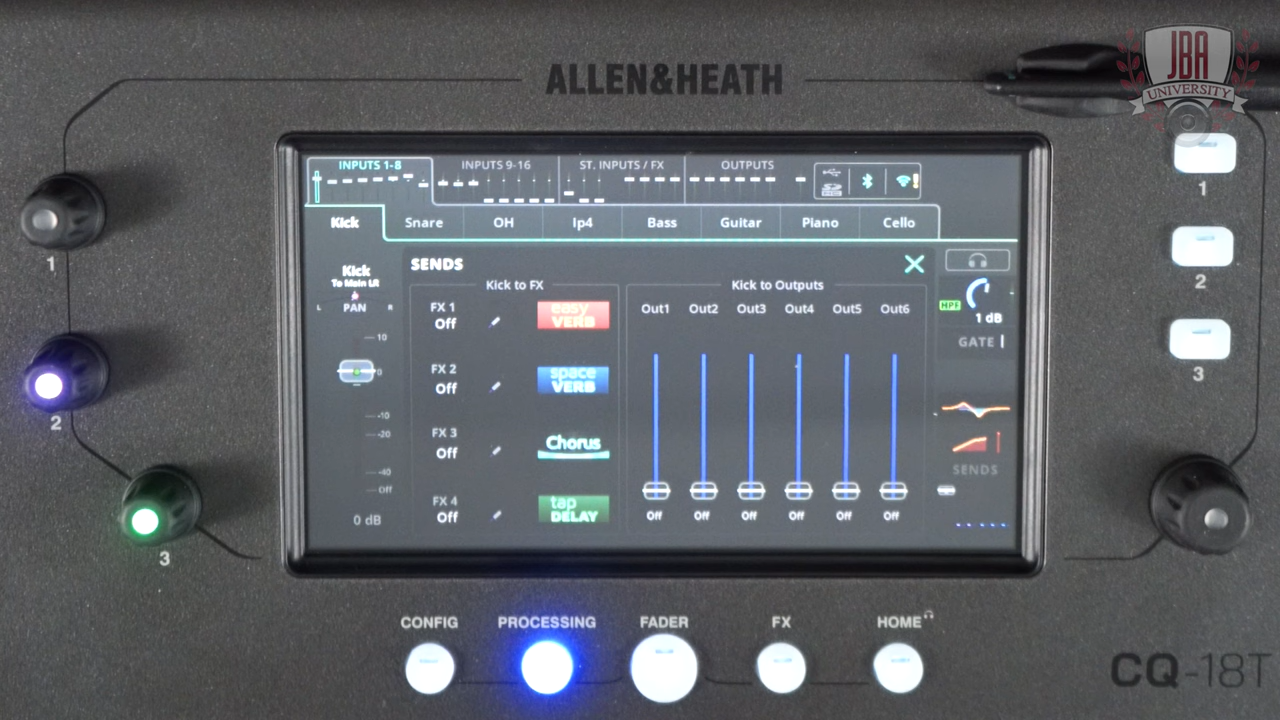 JBA
UNIVERSITY
ALLEN&HEATH
INPUTS 1-8
INPUTS 9-16
ST. INPUTS / FX
OUTPUTS
Kick
Snare
OH
Ip4
Bass
Guitar
Piano
Cello
Kick
To Main LR
L PAN R
10
0
-10
-20
-40
-Off
0 dB
SENDS
Kick to FX
FX 1
Off
easy
VERB
FX 2
Off
space
VERB
FX 3
Off
Chorus
FX 4
Off
tap
DELAY
Kick to Outputs
Out1 Out2 Out3 Out4 Out5 Out6
Off Off Off Off Off Off
HPF
1 dB
GATE
SENDS
1
2
3
1
2
3
CONFIG
PROCESSING
FADER
FX
HOME
CQ-18T